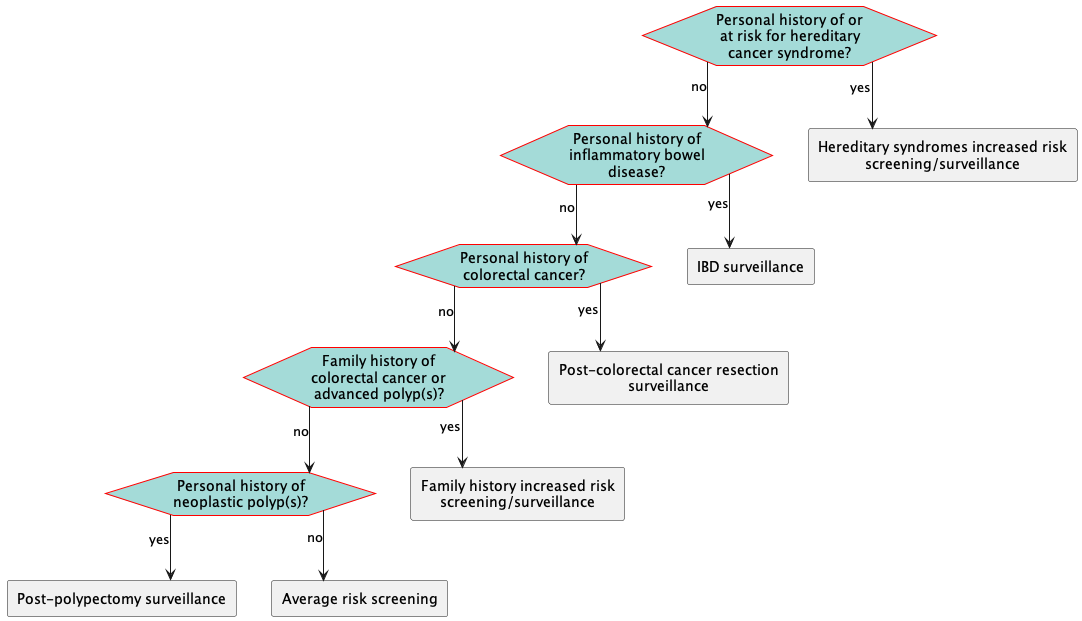 Personal history of or
at risk for hereditary
cancer syndrome?
no
yes
Personal history of
inflammatory bowel
disease?
Hereditary syndromes increased risk
screening/surveillance
no
yes
Personal history of
colorectal cancer?
IBD surveillance
no
yes
Family history of
colorectal cancer or
advanced polyp(s)?
Post-colorectal cancer resection
surveillance
no
yes
Personal history of
neoplastic polyp(s)?
Family history increased risk
screening/surveillance
yes
no
Post-polypectomy surveillance
Average risk screening